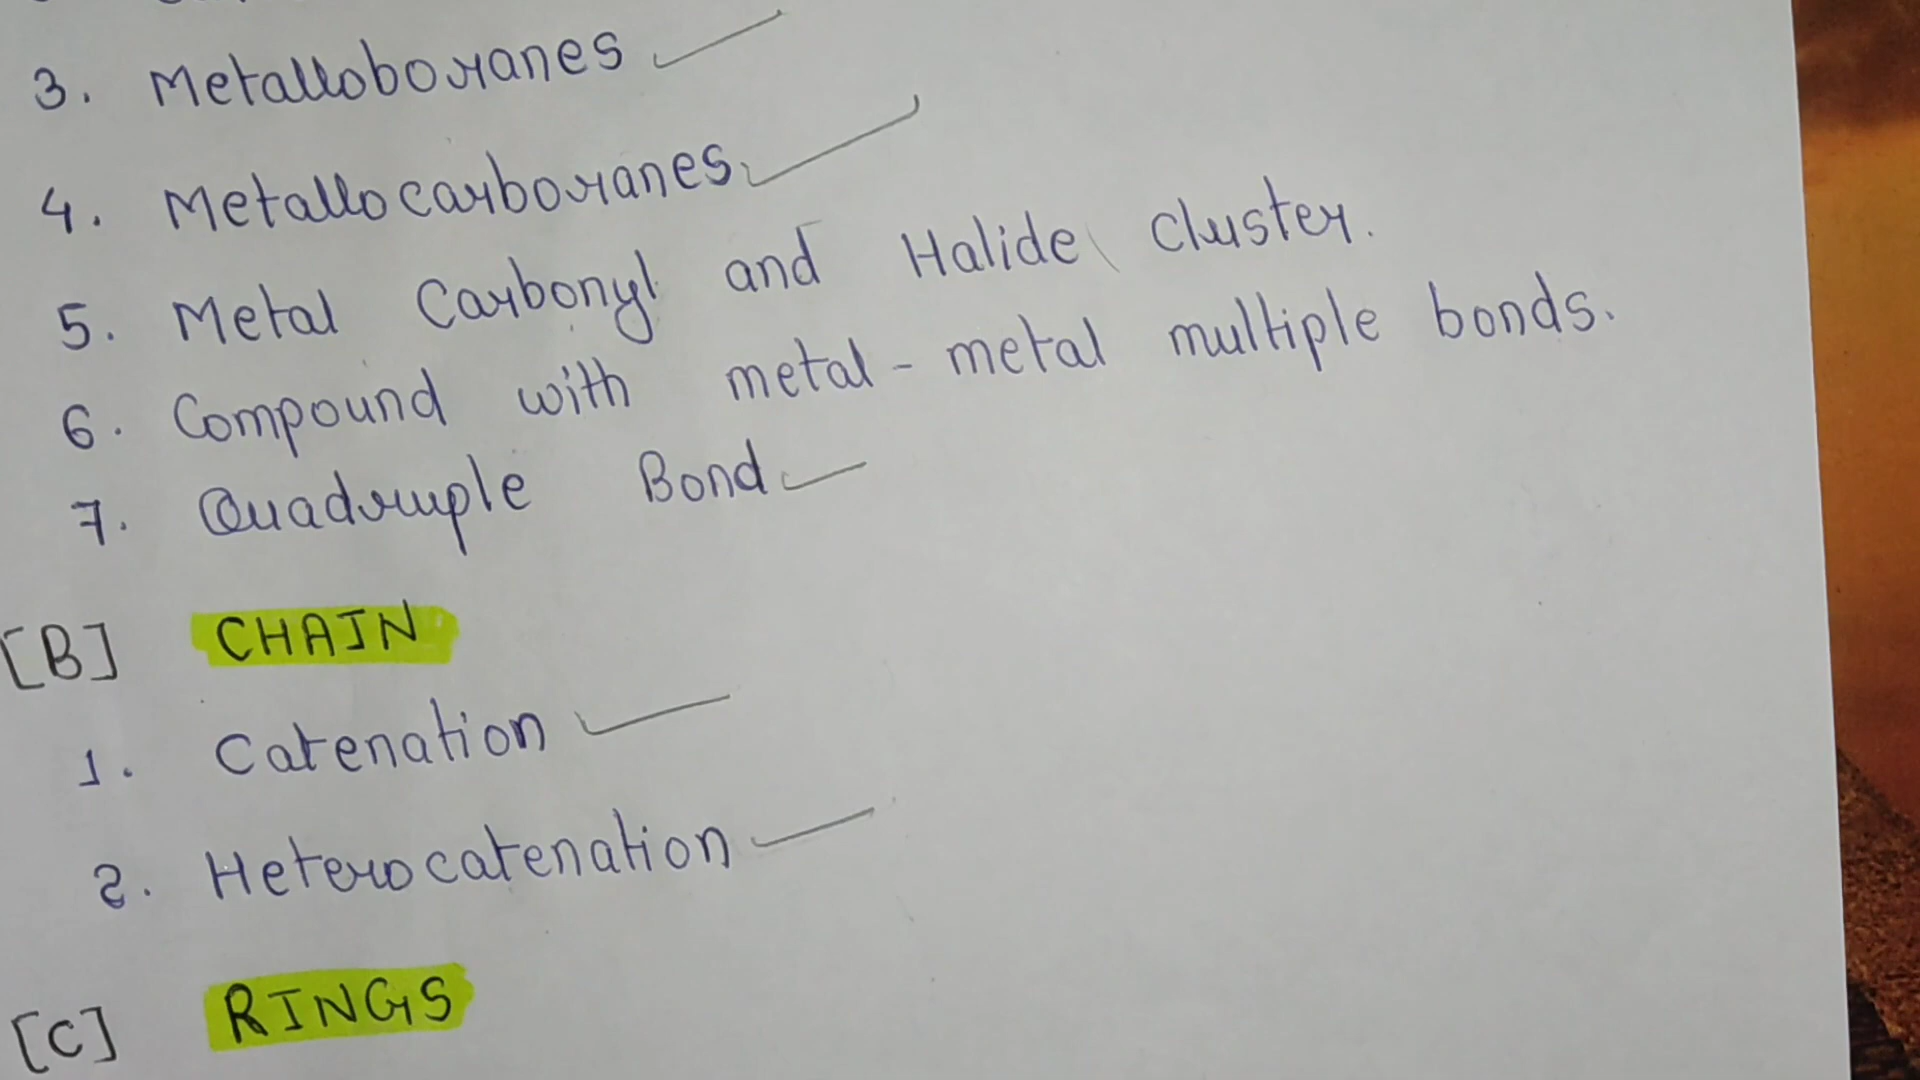 3. Metalloboranes
4. Metallocarboranes.
5. Metal Carbonyl and Halide cluster.
6. Compound with metal - metal multiple bonds.
7. Quadruple Bond
[B] CHAIN
1. Catenation
2. Heterocatenation
[C] RINGS